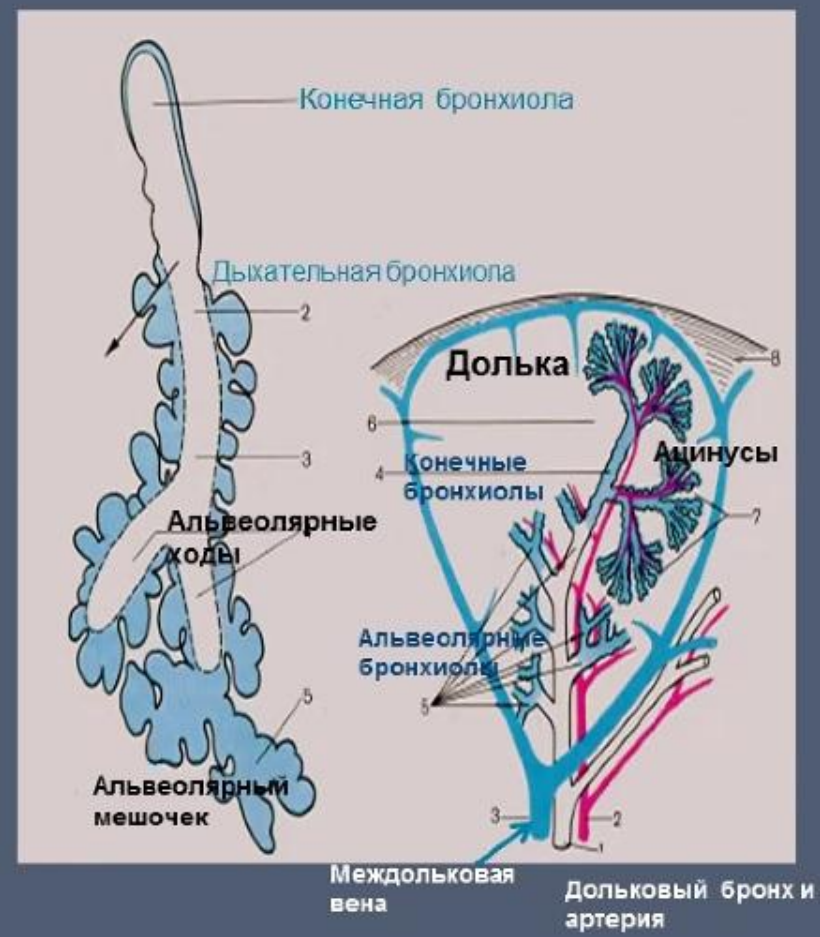 Конечная бронхиола
Дыхательная бронхиола
2
3
Альвеолярные
ходы
5
Альвеолярный
мешочек
Долька
8
6
Ацинусы
4
Конечные
бронхиолы
7
Альвеолярные
бронхиолы
5
3
2
1
Междольковая
вена
Дольковый бронх и
артерия